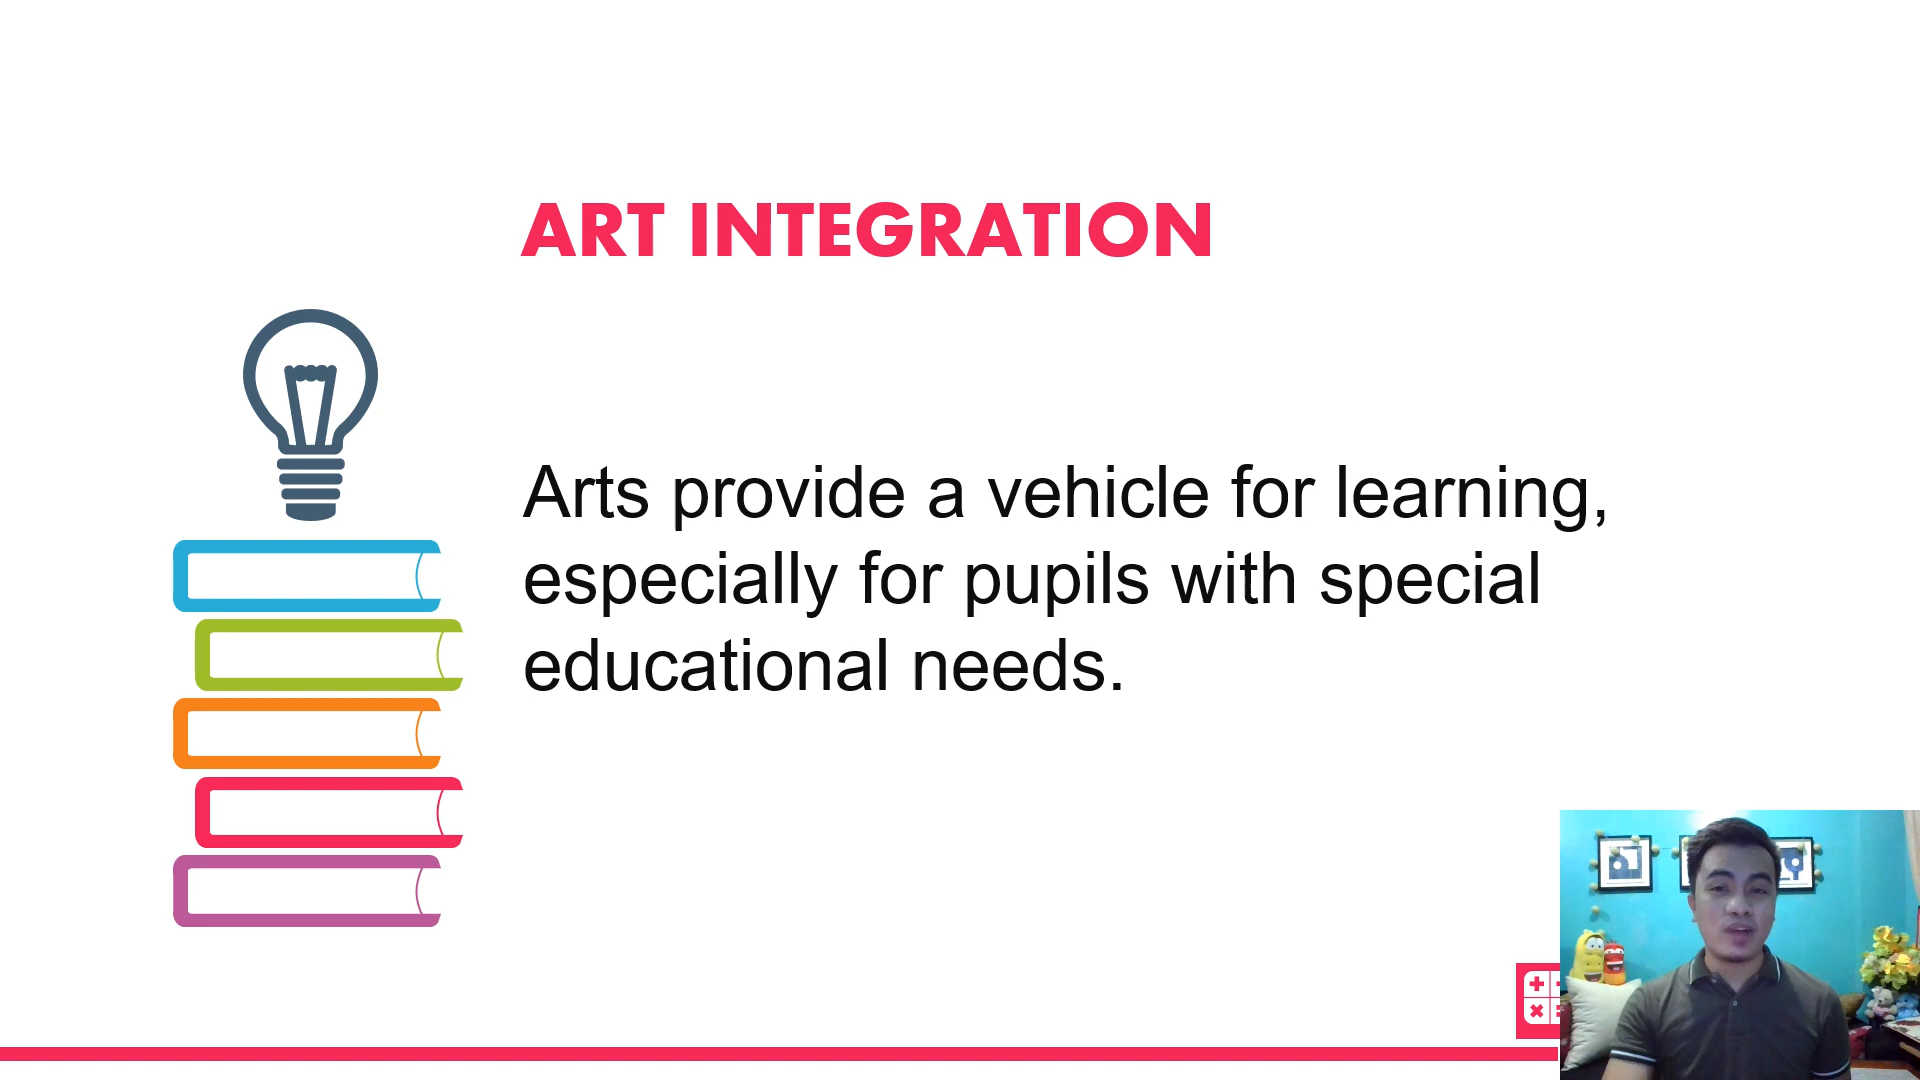 ART INTEGRATION
Arts provide a vehicle for learning,
especially for pupils with special
educational needs.